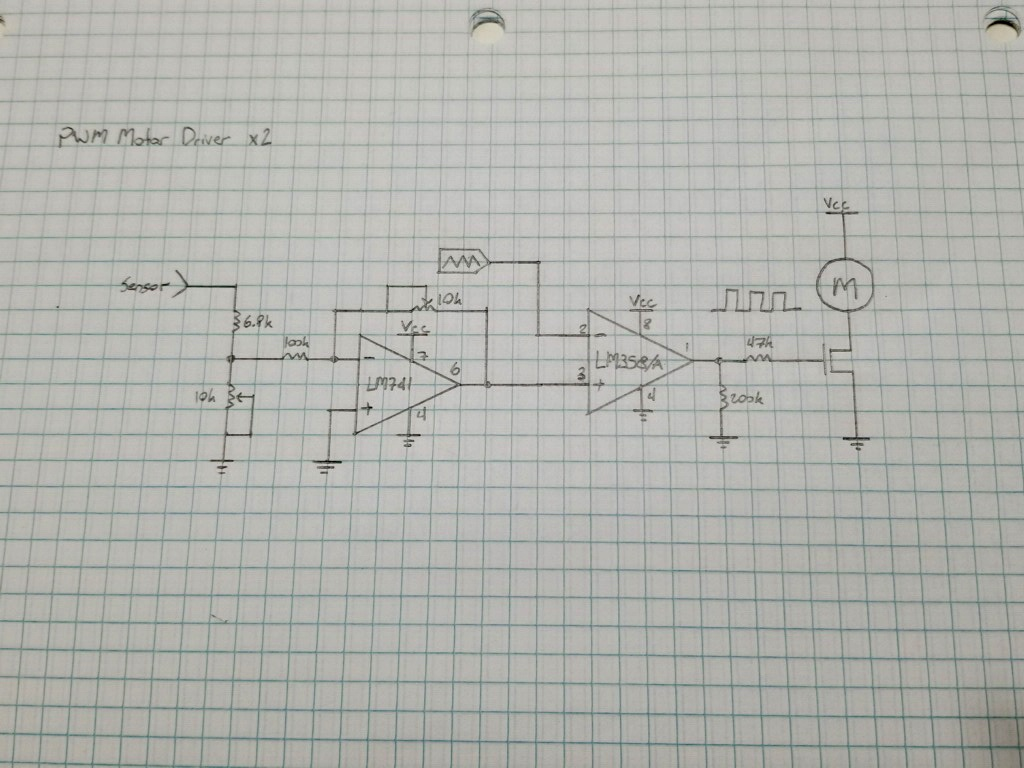 PWM Motor Driver x2
Vcc
Sensor
M
10k
Vcc
6.8k
Vcc
8
2
100k
7
1
47k
LM741
6
LM358/A
3
10k
4
4
200k